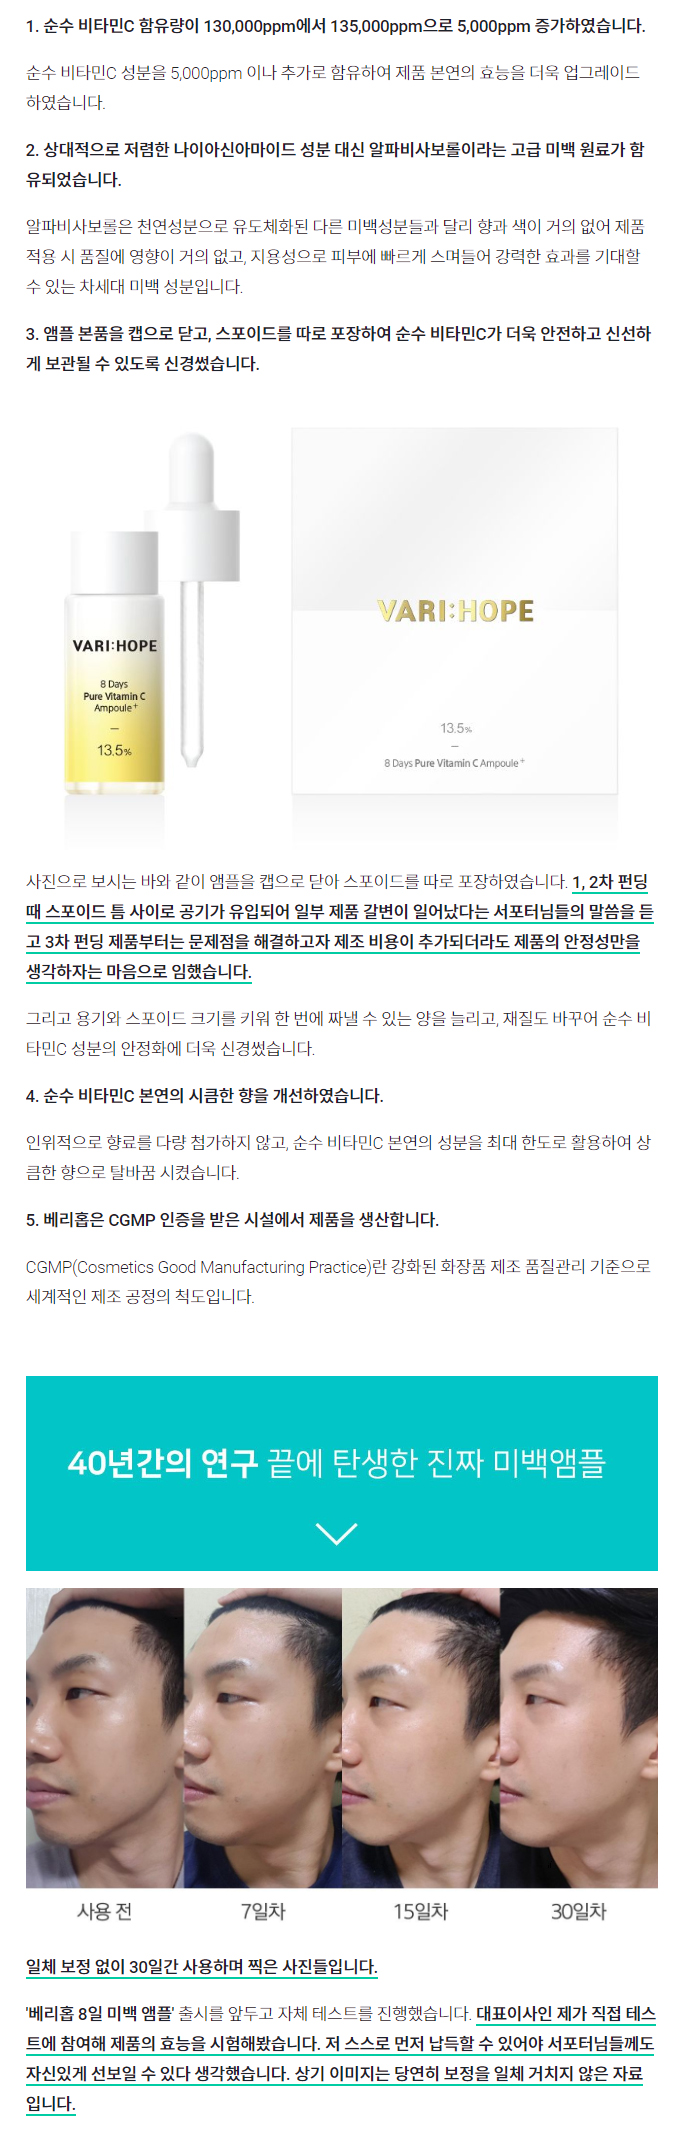 1. 순수 비타민C 함유량이 130,000ppm에서 135,000ppm으로 5,000ppm 증가하였습니다.
순수 비타민C 성분을 5,000ppm 이나 추가로 함유하여 제품 본연의 효능을 더욱 업그레이드
하였습니다.
2. 상대적으로 저렴한 나이아신아마이드 성분 대신 알파비사보롤이라는 고급 미백 원료가 함
유되었습니다.
알파비사보롤은 천연성분으로 유도체화된 다른 미백성분들과 달리 향과 색이 거의 없어 제품
적용 시 품질에 영향이 거의 없고, 지용성으로 피부에 빠르게 스며들어 강력한 효과를 기대할
수 있는 차세대 미백 성분입니다.
3. 앰플 본품을 캡으로 닫고, 스포이드를 따로 포장하여 순수 비타민C가 더욱 안전하고 신선하
게 보관될 수 있도록 신경썼습니다.
VARI:HOPE
8 Days
Pure Vitamin C
Ampoule+
13.5%
VARI:HOPE
13.5%
8 Days Pure Vitamin C Ampoule+
사진으로 보시는 바와 같이 앰플을 캡으로 닫아 스포이드를 따로 포장하였습니다. 1, 2차 펀딩
때 스포이드 틈 사이로 공기가 유입되어 일부 제품 갈변이 일어났다는 서포터님들의 말씀을 듣
고 3차 펀딩 제품부터는 문제점을 해결하고자 제조 비용이 추가되더라도 제품의 안정성만을
생각하자는 마음으로 임했습니다.
그리고 용기와 스포이드 크기를 키워 한 번에 짜낼 수 있는 양을 늘리고, 재질도 바꾸어 순수 비
타민C 성분의 안정화에 더욱 신경썼습니다.
4. 순수 비타민C 본연의 시큼한 향을 개선하였습니다.
인위적으로 향료를 다량 첨가하지 않고, 순수 비타민C 본연의 성분을 최대 한도로 활용하여 상
큼한 향으로 탈바꿈 시켰습니다.
5. 베리홉은 CGMP 인증을 받은 시설에서 제품을 생산합니다.
CGMP(Cosmetics Good Manufacturing Practice)란 강화된 화장품 제조 품질관리 기준으로
세계적인 제조 공정의 척도입니다.
40년간의 연구 끝에 탄생한 진짜 미백앰플
사용 전
7일차
15일차
30일차
일체 보정 없이 30일간 사용하며 찍은 사진들입니다.
'베리홉 8일 미백 앰플' 출시를 앞두고 자체 테스트를 진행했습니다. 대표이사인 제가 직접 테스
트에 참여해 제품의 효능을 시험해봤습니다. 저 스스로 먼저 납득할 수 있어야 서포터님들께도
자신있게 선보일 수 있다 생각했습니다. 상기 이미지는 당연히 보정을 일체 거치지 않은 자료
입니다.